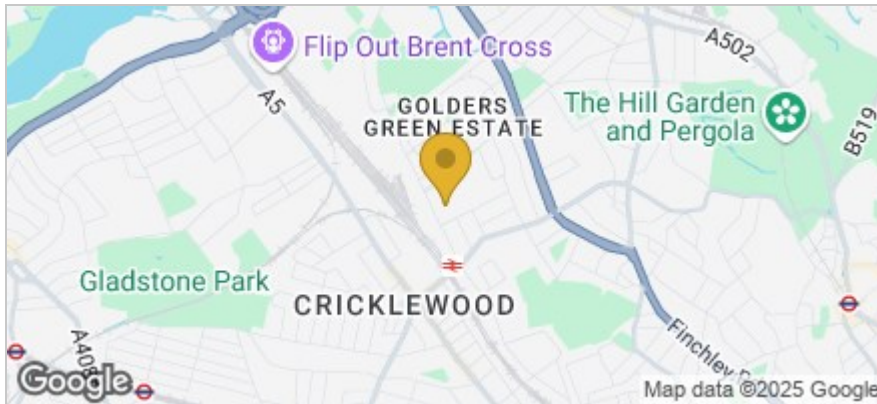 Flip Out Brent Cross
A502
A5
GOLDERS
GREEN ESTATE
The Hill Garden
and Pergola
B519
Gladstone Park
CRICKLEWOOD
A408
Finchley
Google
Map data ©2025 Google